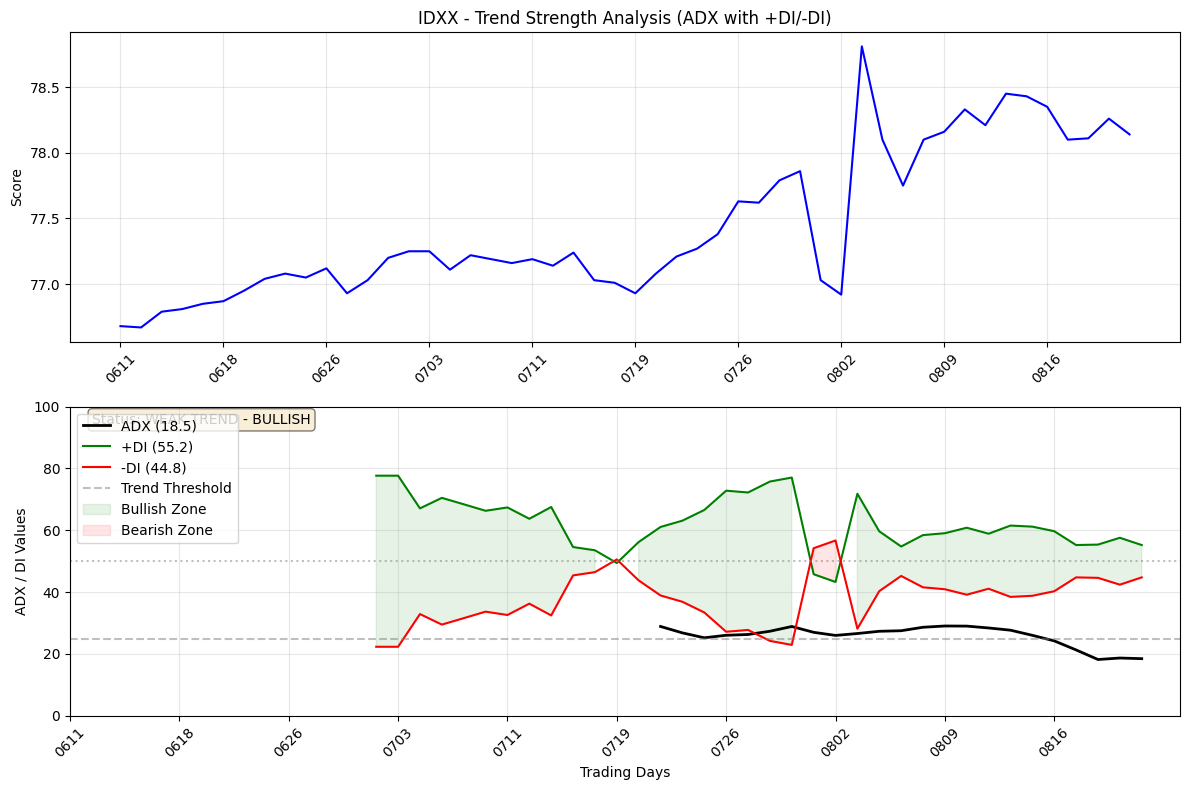 IDXX - Trend Strength Analysis (ADX with +DI/-DI)
Score
78.5
78.0
77.5
77.0
0611
0618
0626
0703
0711
0719
0726
0802
0809
0816
ADX / DI Values
100
80
60
40
20
0
Status: WEAK TREND - BULLISH
ADX (18.5)
+DI (55.2)
-DI (44.8)
Trend Threshold
Bullish Zone
Bearish Zone
0611
0618
0626
0703
0711
0719
0726
0802
0809
0816
Trading Days